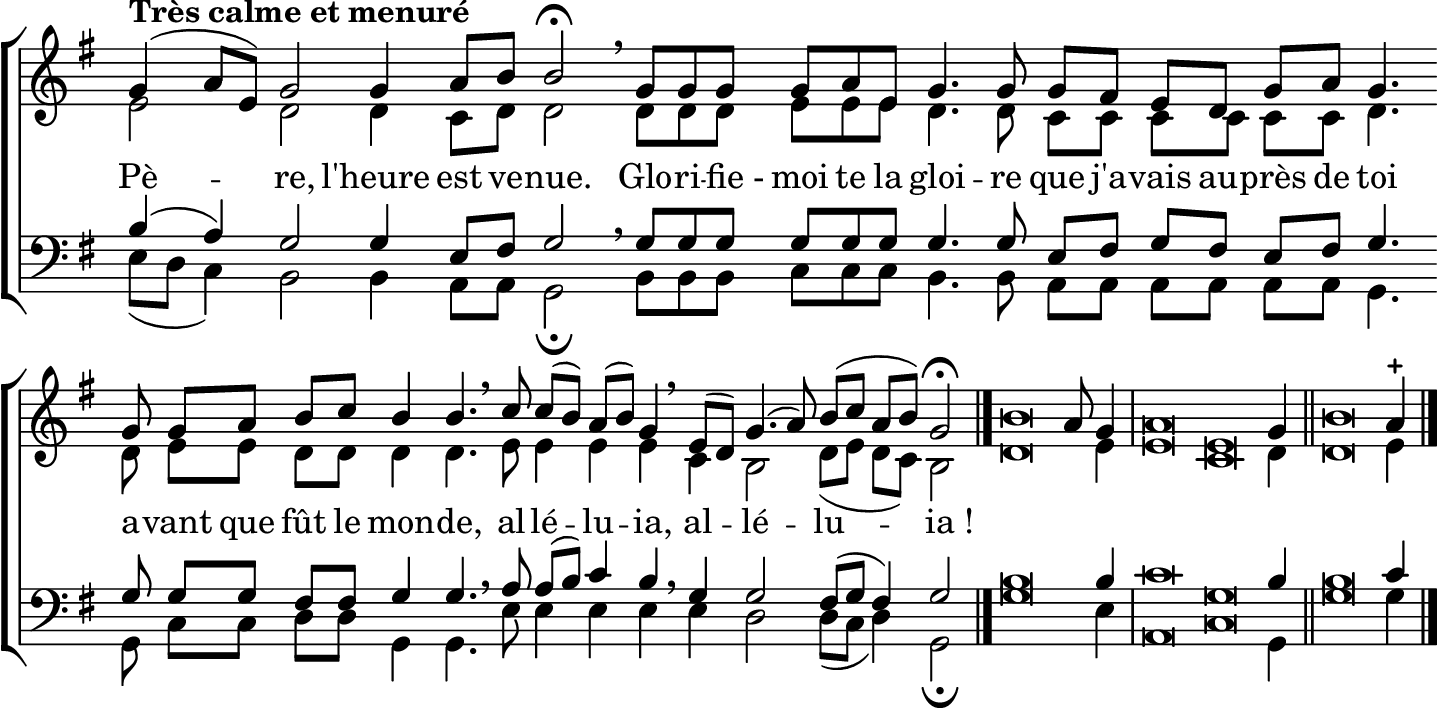 Très calme et menuré
Pè - re, l'heure est venue. Glo - ri - fie - moi te la gloi - re que j'avais auprès de toi
avant que fût le monde, al - lé - lu - ia, al - lé - lu - ia !